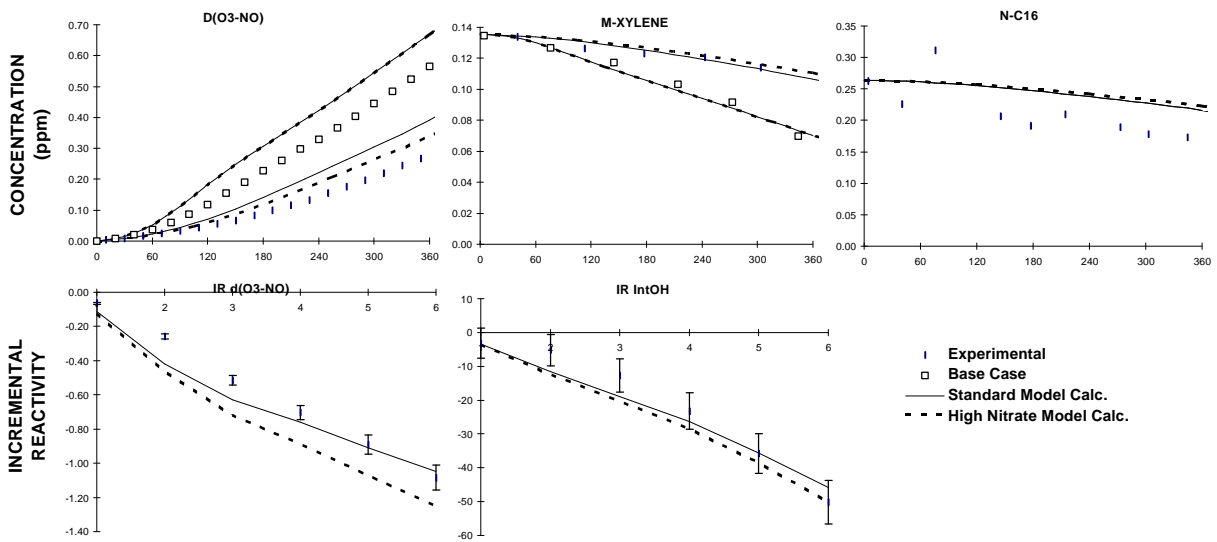 D(O3-NO)
M-XYLENE
N-C16
CONCENTRATION
(ppm)
0.70
0.60
0.50
0.40
0.30
0.20
0.10
0.00
0 60 120 180 240 300 360
0.14
0.12
0.10
0.08
0.06
0.04
0.02
0.00
0 60 120 180 240 300 360
0.35
0.30
0.25
0.20
0.15
0.10
0.05
0.00
0 60 120 180 240 300 360
IR d(O3-NO)
IR IntOH
INCREMENTAL
REACTIVITY
0.00
-0.20
-0.40
-0.60
-0.80
-1.00
-1.20
-1.40
2 3 4 5 6
10
0
-10
-20
-30
-40
-50
-60
2 3 4 5 6
Experimental
Base Case
Standard Model Calc.
High Nitrate Model Calc.